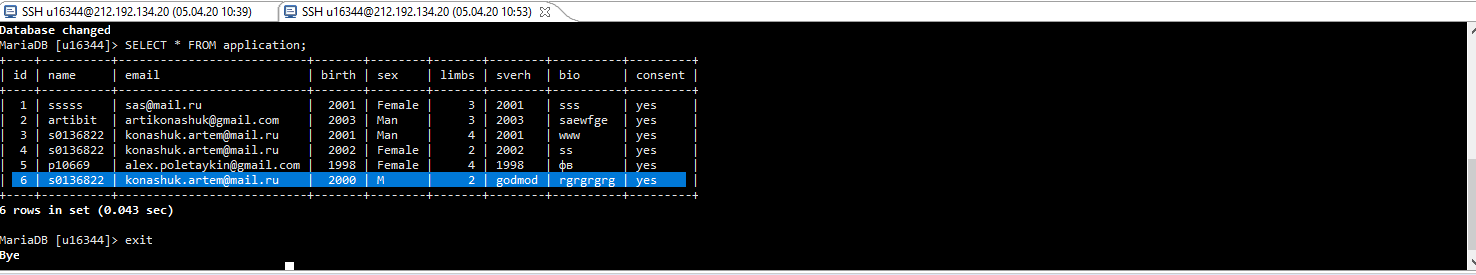 SSH u16344@212.192.134.20 (05.04.20 10:39) SSH u16344@212.192.134.20 (05.04.20 10:53)
Database changed
MariaDB [u16344]> SELECT * FROM application;
+----+----------+--------------------------+-------+--------+-------+--------+----------+---------+
| id | name | email | birth | sex | limbs | sverh | bio | consent |
+----+----------+--------------------------+-------+--------+-------+--------+----------+---------+
| 1 | sssss | sas@mail.ru | 2001 | Female | 3 | 2001 | sss | yes |
| 2 | artibit | artikonashuk@gmail.com | 2003 | Man | 3 | 2003 | saewfge | yes |
| 3 | s0136822 | konashuk.artem@mail.ru | 2001 | Man | 4 | 2001 | www | yes |
| 4 | s0136822 | konashuk.artem@mail.ru | 2002 | Female | 2 | 2002 | ss | yes |
| 5 | p10669 | alex.poletaykin@gmail.com | 1998 | Female | 4 | 1998 | фв | yes |
| 6 | s0136822 | konashuk.artem@mail.ru | 2000 | M | 2 | godmod | rgrgrgrg | yes |
+----+----------+--------------------------+-------+--------+-------+--------+----------+---------+
6 rows in set (0.043 sec)
MariaDB [u16344]> exit
Bye